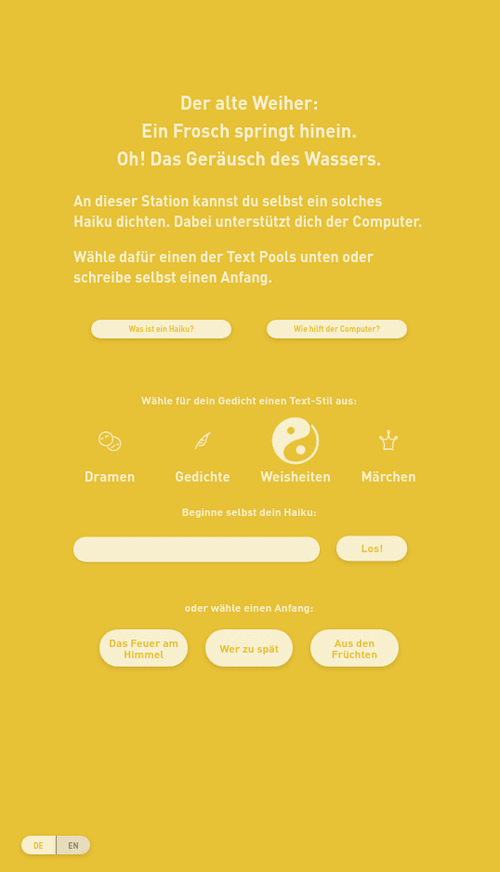 Der alte Weiher:
Ein Frosch springt hinein.
Oh! Das Geräusch des Wassers.
An dieser Station kannst du selbst ein solches
Haiku dichten. Dabei unterstützt dich der Computer.
Wähle dafür einen der Text Pools unten oder
schreibe selbst einen Anfang.
Was ist ein Haiku?
Wie hilft der Computer?
Wähle für dein Gedicht einen Text-Stil aus:
Dramen
Gedichte
Weisheiten
Märchen
Beginne selbst dein Haiku:
Los!
oder wähle einen Anfang:
Das Feuer am
Himmel
Wer zu spät
Aus den
Früchten
DE
EN